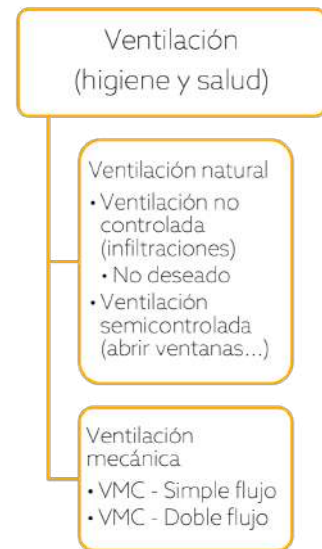 Ventilación
(higiene y salud)
Ventilación natural
• Ventilación no
controlada
(infiltraciones)
• No deseado
• Ventilación
semicontrolada
(abrir ventanas...)
Ventilación
mecánica
• VMC - Simple flujo
• VMC - Doble flujo